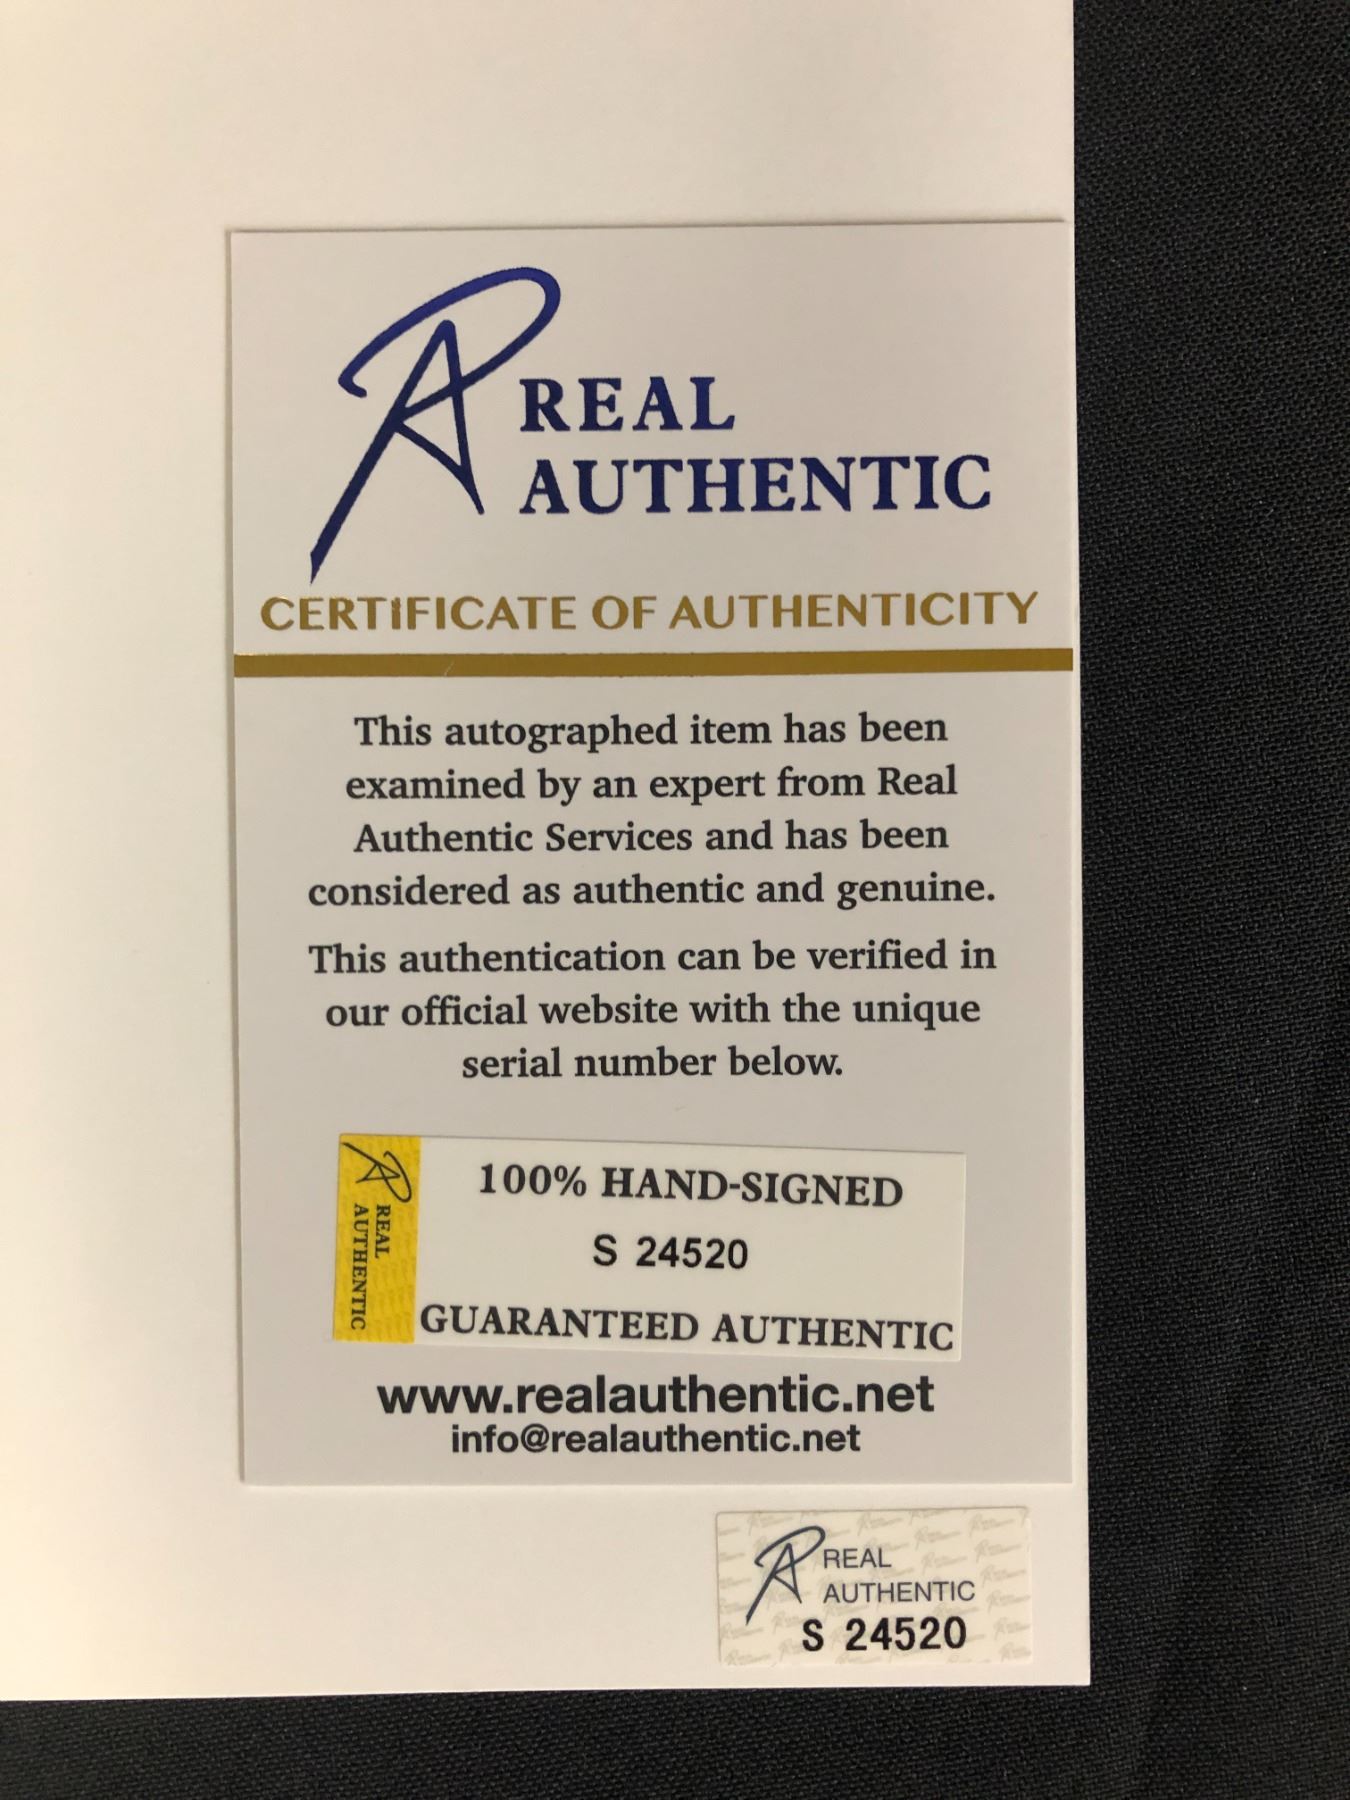 REAL
AUTHENTIC
CERTIFICATE OF AUTHENTICITY
This autographed item has been
examined by an expert from Real
Authentic Services and has been
considered as authentic and genuine.
This authentication can be verified in
our official website with the unique
serial number below.
REAL
AUTHENTIC
100% HAND-SIGNED
S 24520
GUARANTEED AUTHENTIC
www.realauthentic.net
info@realauthentic.net
REAL
AUTHENTIC
S 24520